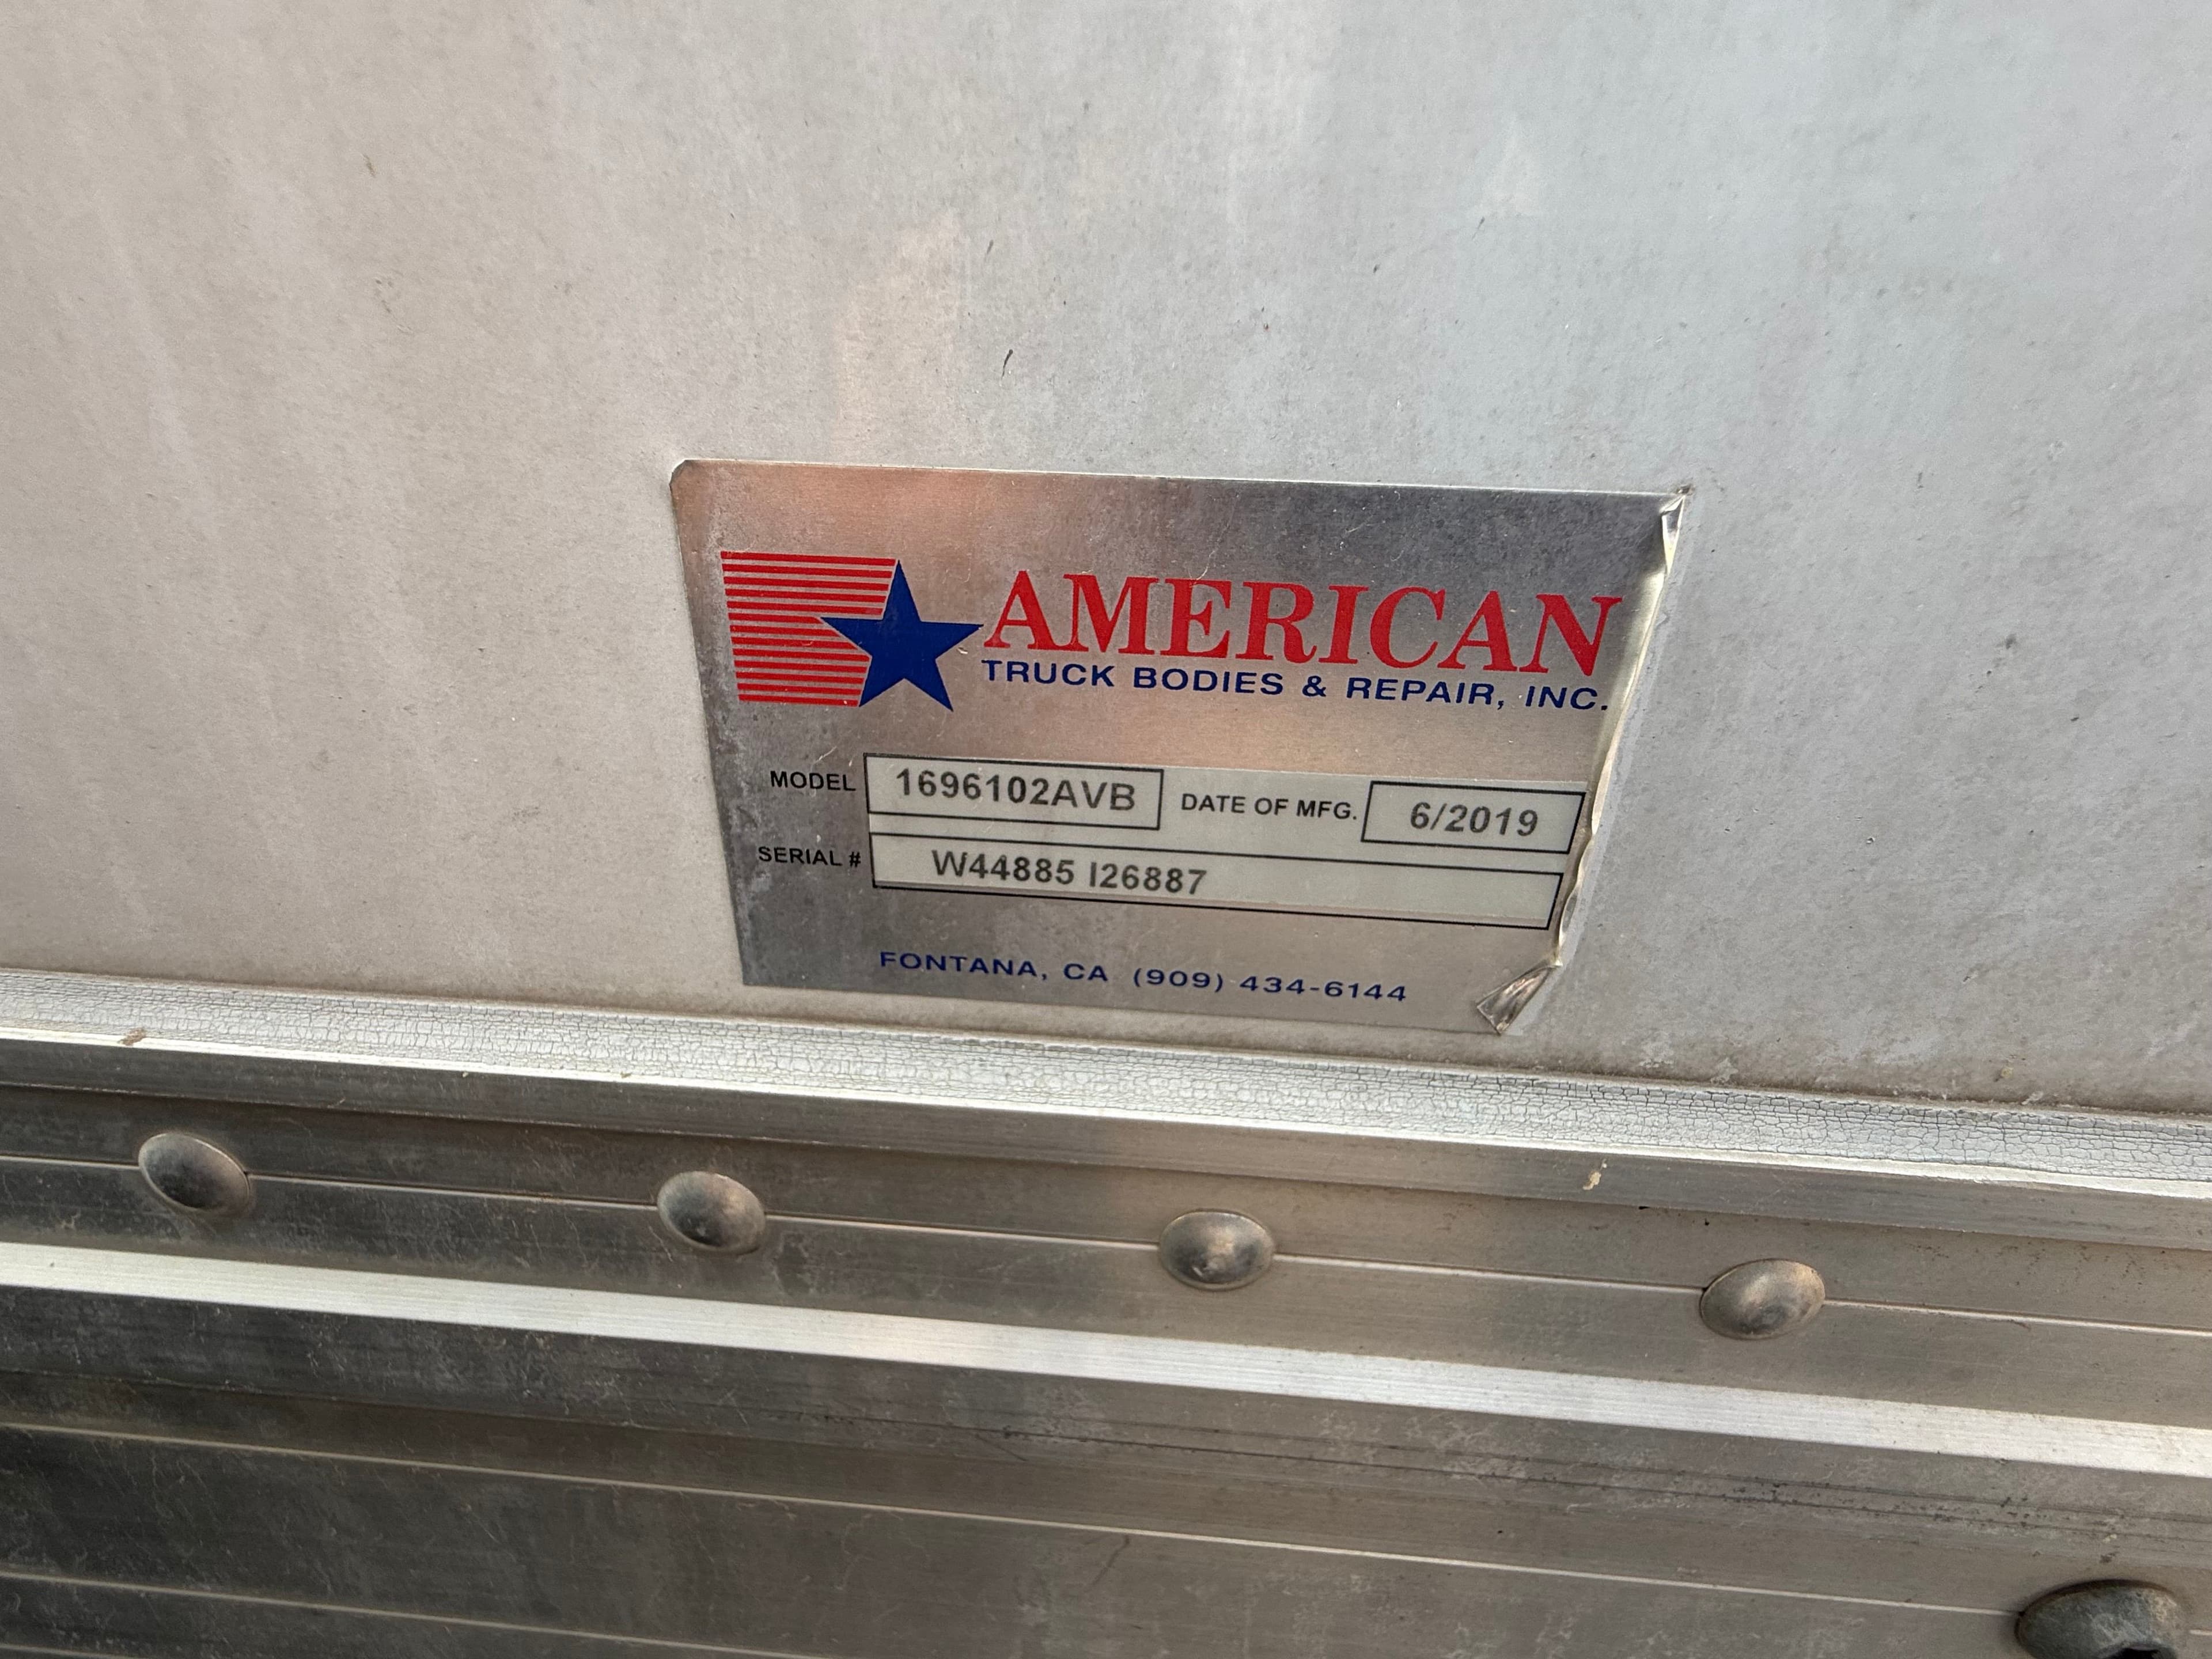 AMERICAN
TRUCK BODIES & REPAIR, INC.
MODEL 1696102AVB DATE OF MFG. 6/2019
SERIAL # W44885 I26887
FONTANA, CA (909) 434-6144